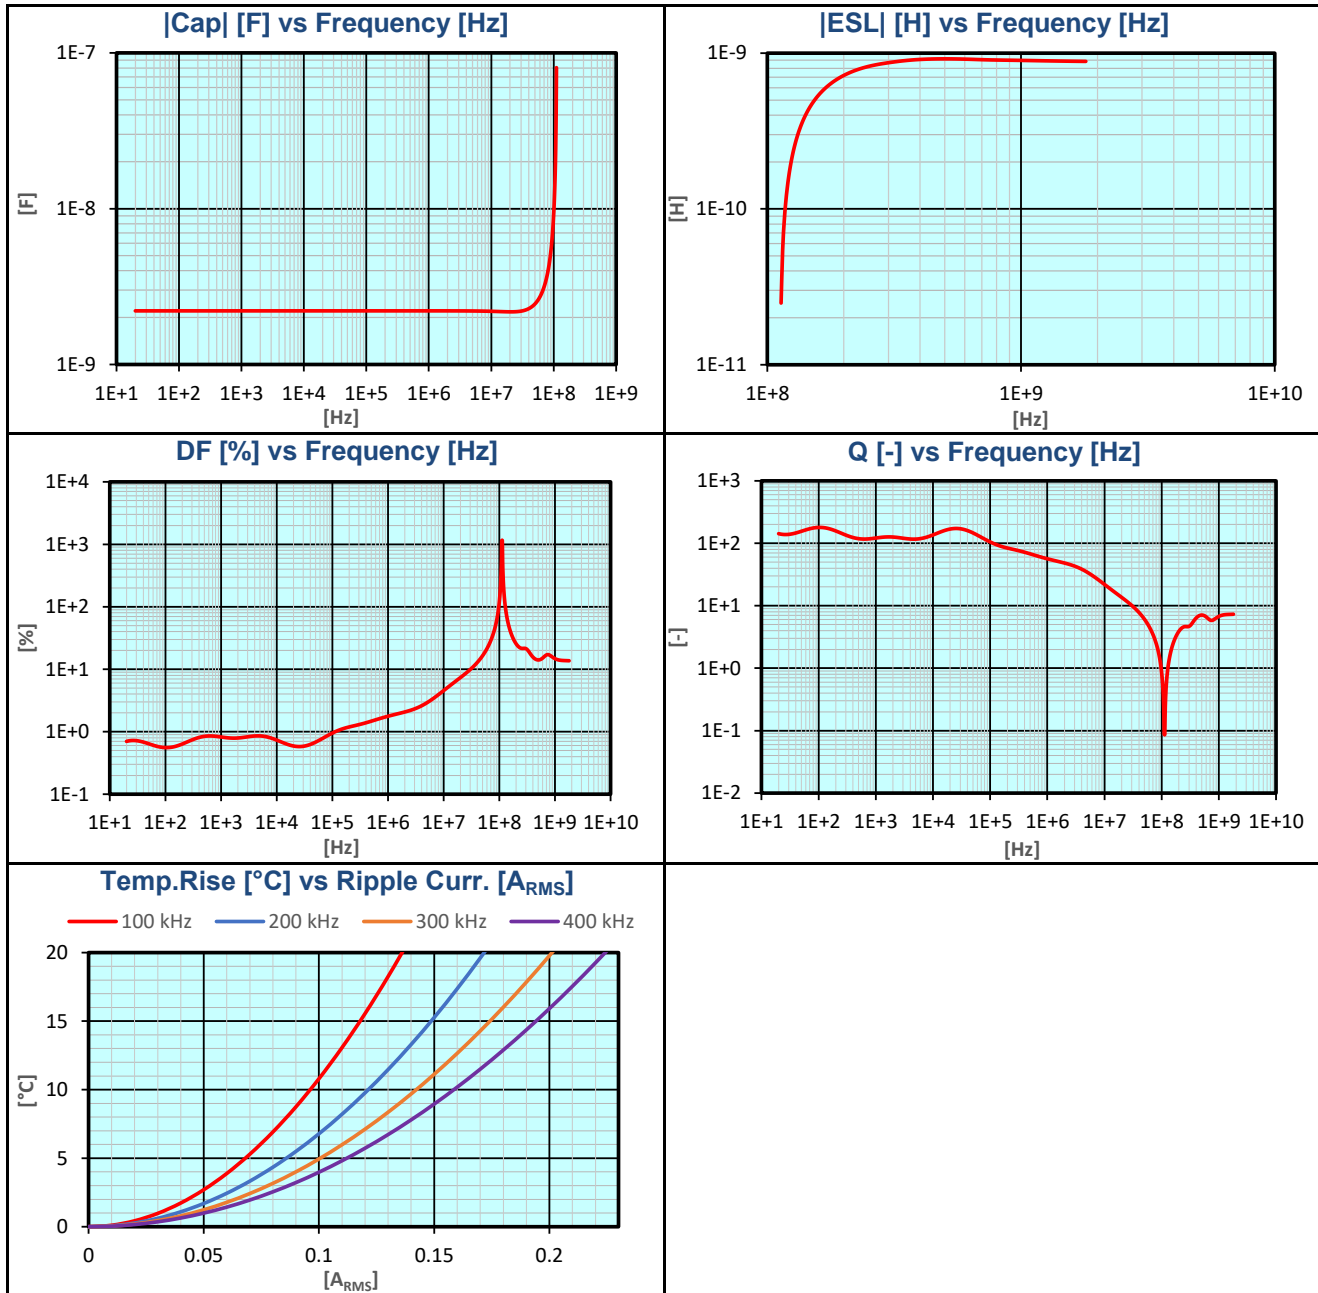 |Cap| [F] vs Frequency [Hz]
1E-7
1E-8
1E-9
[F]
1E+1 1E+2 1E+3 1E+4 1E+5 1E+6 1E+7 1E+8 1E+9
[Hz]
|ESL| [H] vs Frequency [Hz]
1E-9
1E-10
1E-11
[H]
1E+8 1E+9 1E+10
[Hz]
DF [%] vs Frequency [Hz]
1E+4
1E+3
1E+2
1E+1
1E+0
1E-1
[%]
1E+1 1E+2 1E+3 1E+4 1E+5 1E+6 1E+7 1E+8 1E+9 1E+10
[Hz]
Q [-] vs Frequency [Hz]
1E+3
1E+2
1E+1
1E+0
1E-1
1E-2
[-]
1E+1 1E+2 1E+3 1E+4 1E+5 1E+6 1E+7 1E+8 1E+9 1E+10
[Hz]
Temp.Rise [°C] vs Ripple Curr. [ARMS]
100 kHz 200 kHz 300 kHz 400 kHz
20
15
10
5
0
[°C]
0 0.05 0.1 0.15 0.2
[ARMS]